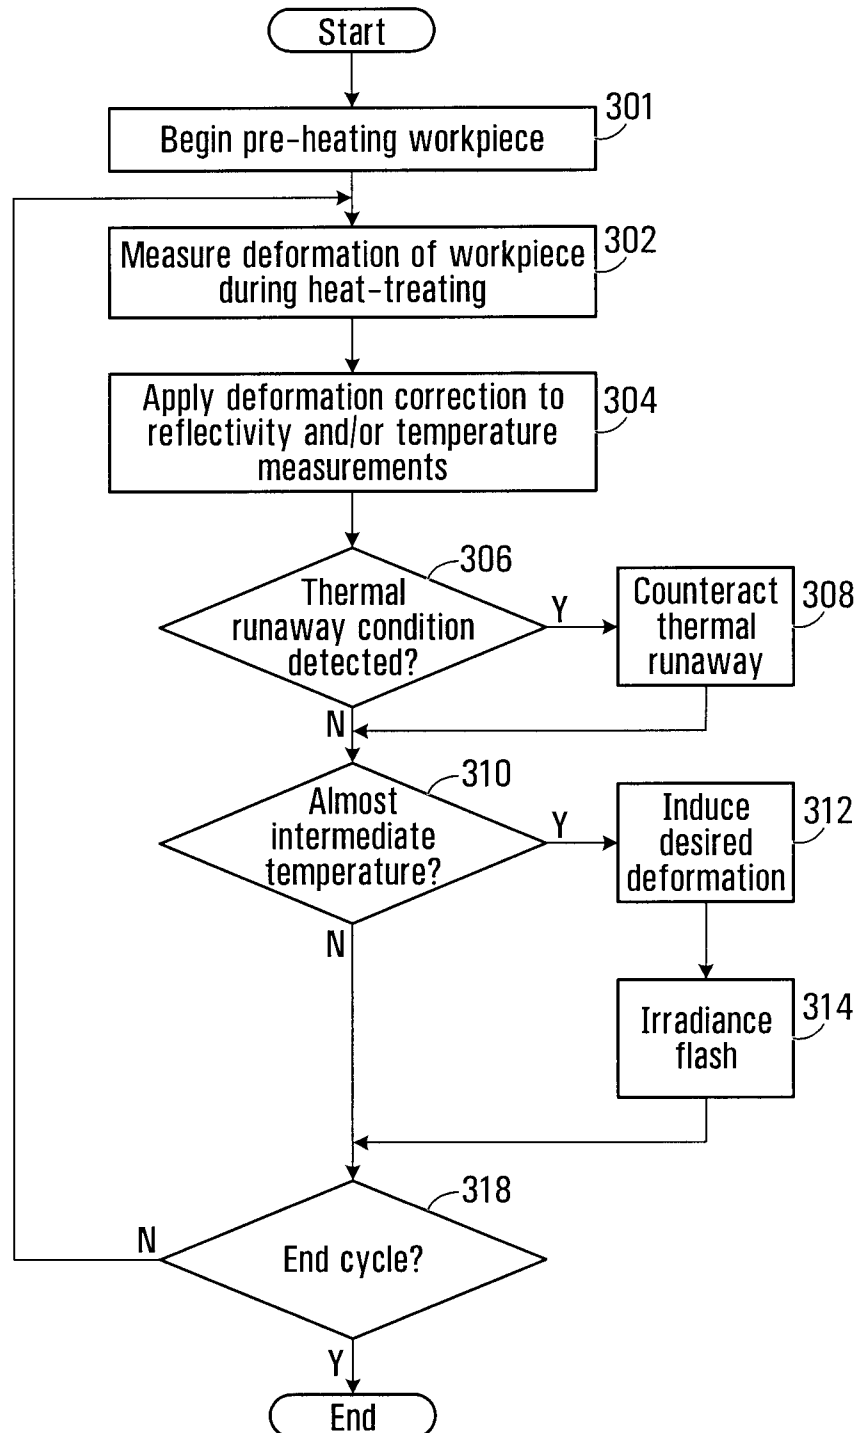 Start
301
Begin pre-heating workpiece
302
Measure deformation of workpiece
during heat-treating
304
Apply deformation correction to
reflectivity and/or temperature
measurements
306
Thermal
runaway condition
detected?
Y
308
Counteract
thermal
runaway
N
310
Almost
intermediate
temperature?
Y
312
Induce
desired
deformation
N
314
Irradiance
flash
318
End cycle?
N
Y
End